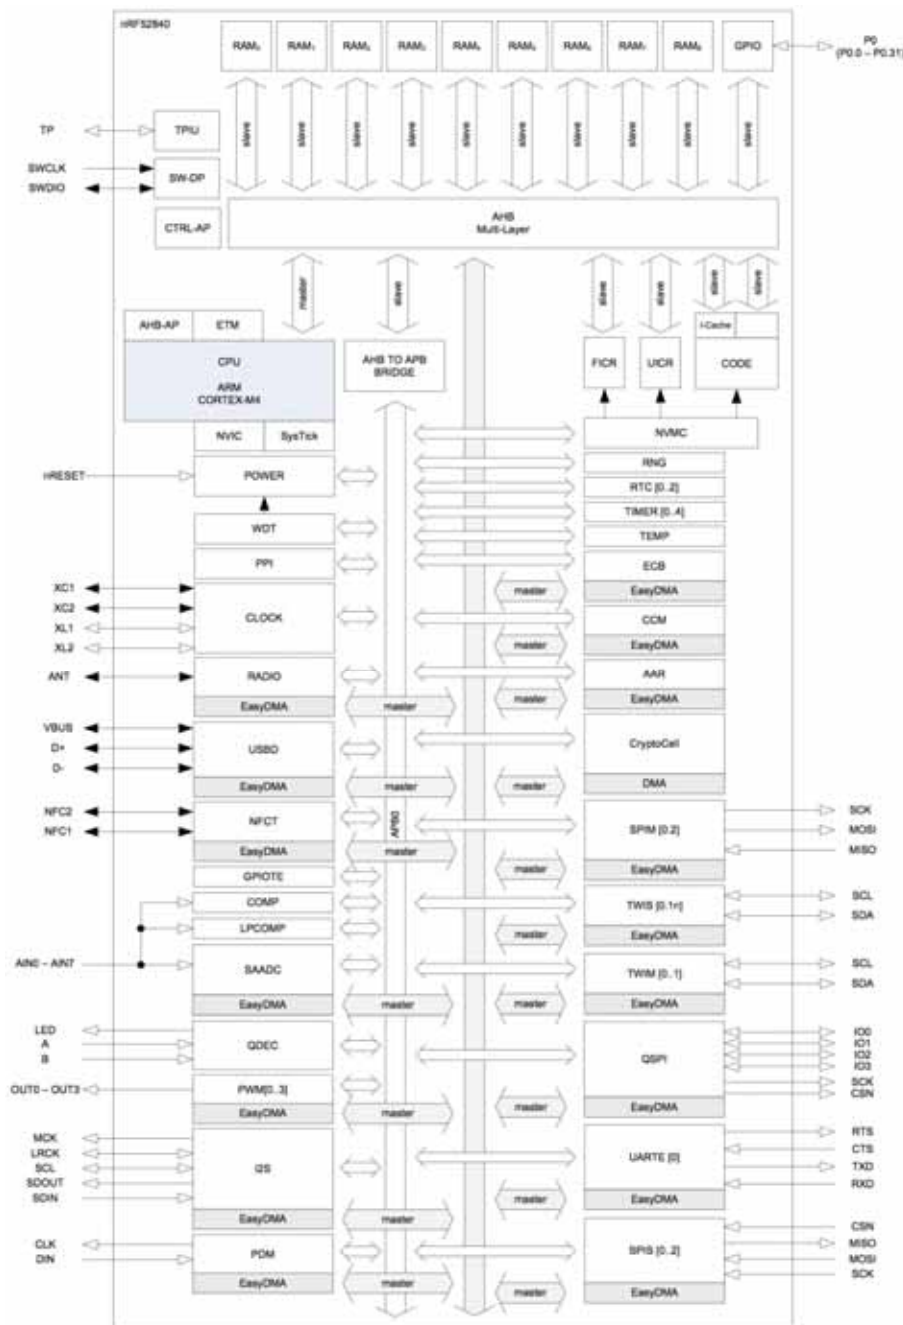 nRF52840
RAM0 RAM1 RAM2 RAM3 RAM4 RAM5 RAM6 RAM7 RAM8 GPIO
P0
(P0.0 – P0.31)
slave slave slave slave slave slave slave slave slave slave
TP
TPIU
SWCLK
SWDIO
SW-DP
CTRL-AP
AHB
Multi-Layer
master slave slave slave slave slave
AHB-AP ETM
I-Cache
CPU
ARM
CORTEX-M4
AHB TO APB
BRIDGE
FICR UICR CODE
NVIC SysTick
NVMC
nRESET
POWER
RNG
RTC [0..2]
WDT
TIMER [0..4]
TEMP
PPI
ECB
master EasyDMA
XC1
XC2
XL1
XL2
CLOCK
CCM
master EasyDMA
ANT
RADIO
EasyDMA master
AAR
master EasyDMA
VBUS
D+
D-
USBD
EasyDMA master
CryptoCell
master DMA
NFC2
NFC1
NFCT
EasyDMA master
APB0
SPIM [0.2]
SCK
MOSI
MISO
master EasyDMA
GPIOTE
COMP
LPCOMP
TWIS [0.1n]
SCL
SDA
master EasyDMA
AIN0 – AIN7
SAADC
EasyDMA master
TWIM [0..1]
SCL
SDA
master EasyDMA
LED
A
B
QDEC
QSPI
IO0
IO1
IO2
IO3
SCK
CSN
master EasyDMA
OUT0 – OUT3
PWM[0..3]
EasyDMA master
MCK
LRCK
SCL
SDOUT
SDIN
I2S
EasyDMA master
UARTE [0]
RTS
CTS
TXD
RXD
master EasyDMA
CLK
DIN
PDM
EasyDMA master
SPIS [0..2]
CSN
MISO
MOSI
SCK
master EasyDMA